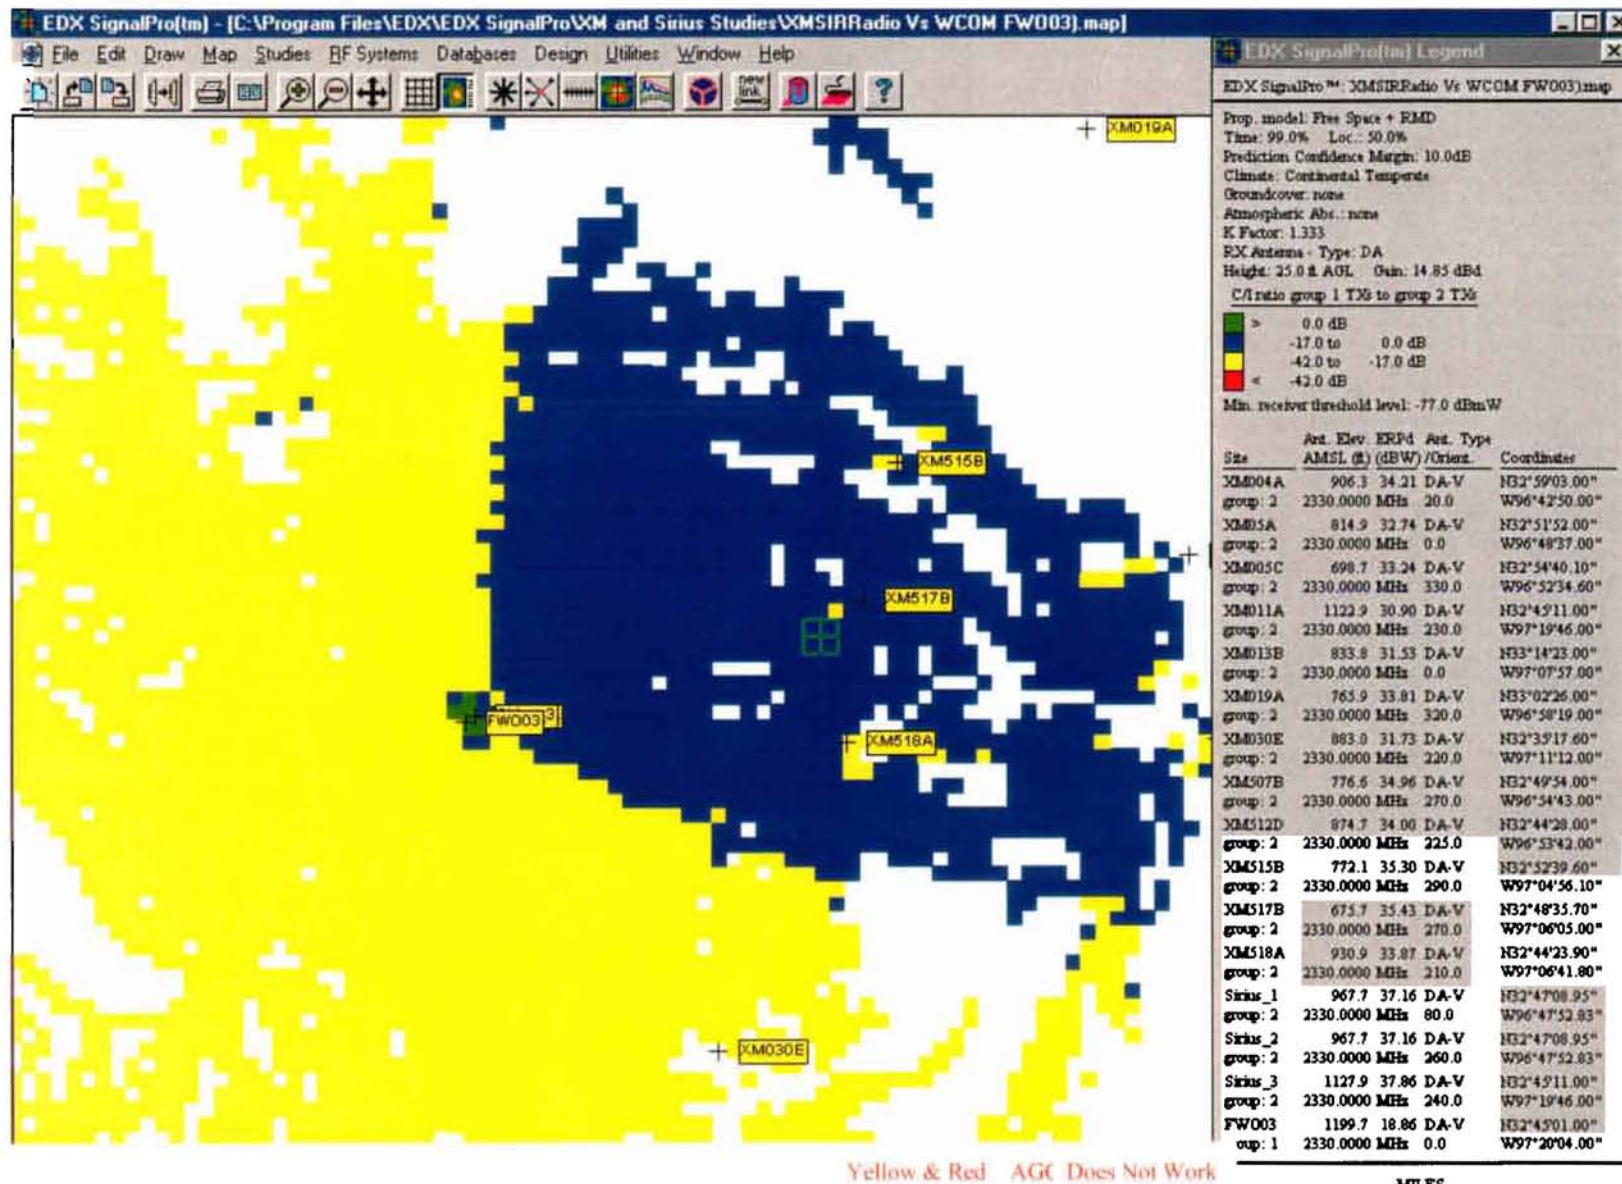 EDX SignalPro(tm) - [C:\Program Files\EDX\EDX SignalPro\XM and Sirius Studies\XMSIRRadio Vs WCOM FW003).map]
File Edit Draw Map Studies RF Systems Databases Design Utilities Window Help
new link
XM019A
XM515B
XM517B
FW003
XM518A
XM030E
EDX SignalPro(tm) Legend
EDX SignalPro™: XMSIRRadio Vs WCOM FW003).map
Prop. model: Free Space + RMD
Time: 99.0% Loc.: 50.0%
Prediction Confidence Margin: 10.0dB
Climate: Continental Temperate
Groundcover: none
Atmospheric Abs.: none
K Factor: 1.333
RX Antenna - Type: DA
Height: 25.0 ft AGL Gain: 14.85 dBd
C/I ratio group 1 TXs to group 2 TXs
> 0.0 dB
-17.0 to 0.0 dB
-42.0 to -17.0 dB
< -42.0 dB
Min. receiver threshold level: -77.0 dBmW
Ant. Elev. ERPd Ant. Type
Site AMSL (ft) (dBW) /Orient. Coordinates
XM004A 906.3 34.21 DA-V N32°59'03.00"
group: 2 2330.0000 MHz 20.0 W96°42'50.00"
XM05A 814.9 32.74 DA-V N32°51'52.00"
group: 2 2330.0000 MHz 0.0 W96°48'37.00"
XM005C 698.7 33.24 DA-V N32°54'40.10"
group: 2 2330.0000 MHz 330.0 W96°52'34.60"
XM011A 1122.9 30.90 DA-V N32°45'11.00"
group: 2 2330.0000 MHz 230.0 W97°19'46.00"
XM013B 833.8 31.53 DA-V N33°14'23.00"
group: 2 2330.0000 MHz 0.0 W97°07'57.00"
XM019A 765.9 33.81 DA-V N33°02'26.00"
group: 2 2330.0000 MHz 320.0 W96°58'19.00"
XM030E 883.0 31.73 DA-V N32°35'17.60"
group: 2 2330.0000 MHz 220.0 W97°11'12.00"
XM507B 776.6 34.96 DA-V N32°49'54.00"
group: 2 2330.0000 MHz 270.0 W96°54'43.00"
XM512D 874.7 34.00 DA-V N32°44'28.00"
group: 2 2330.0000 MHz 225.0 W96°53'42.00"
XM515B 772.1 35.30 DA-V N32°52'39.60"
group: 2 2330.0000 MHz 290.0 W97°04'56.10"
XM517B 675.7 35.43 DA-V N32°48'35.70"
group: 2 2330.0000 MHz 270.0 W97°06'05.00"
XM518A 930.9 33.87 DA-V N32°44'23.90"
group: 2 2330.0000 MHz 210.0 W97°06'41.80"
Sirius_1 967.7 37.16 DA-V N32°47'08.95"
group: 2 2330.0000 MHz 80.0 W96°47'52.83"
Sirius_2 967.7 37.16 DA-V N32°47'08.95"
group: 2 2330.0000 MHz 260.0 W96°47'52.83"
Sirius_3 1127.9 37.86 DA-V N32°45'11.00"
group: 2 2330.0000 MHz 240.0 W97°19'46.00"
FW003 1199.7 18.86 DA-V N32°45'01.00"
oup: 1 2330.0000 MHz 0.0 W97°20'04.00"
Yellow & Red AGC Does Not Work
MILES